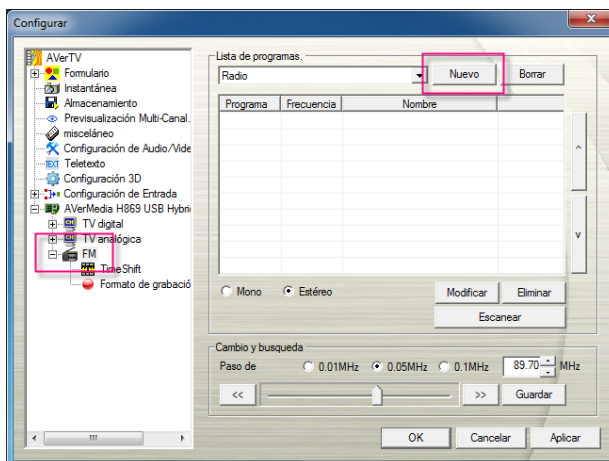 Configurar
AVerTV
Formulario
Instantánea
Almacenamiento
Previsualización Multi-Canal.
misceláneo
Configuración de Audio/Vide
TEXT Teletexto
Configuración 3D
Configuración de Entrada
AVerMedia H869 USB Hybri
TV digital
TV analógica
FM
TimeShift
Formato de grabació
Lista de programas.
Radio
Nuevo
Borrar
Programa Frecuencia Nombre
^
v
Mono Estéreo
Modificar Eliminar
Escanear
Cambio y busqueda
Paso de 0.01MHz 0.05MHz 0.1MHz 89.70 MHz
<< >> Guardar
OK Cancelar Aplicar